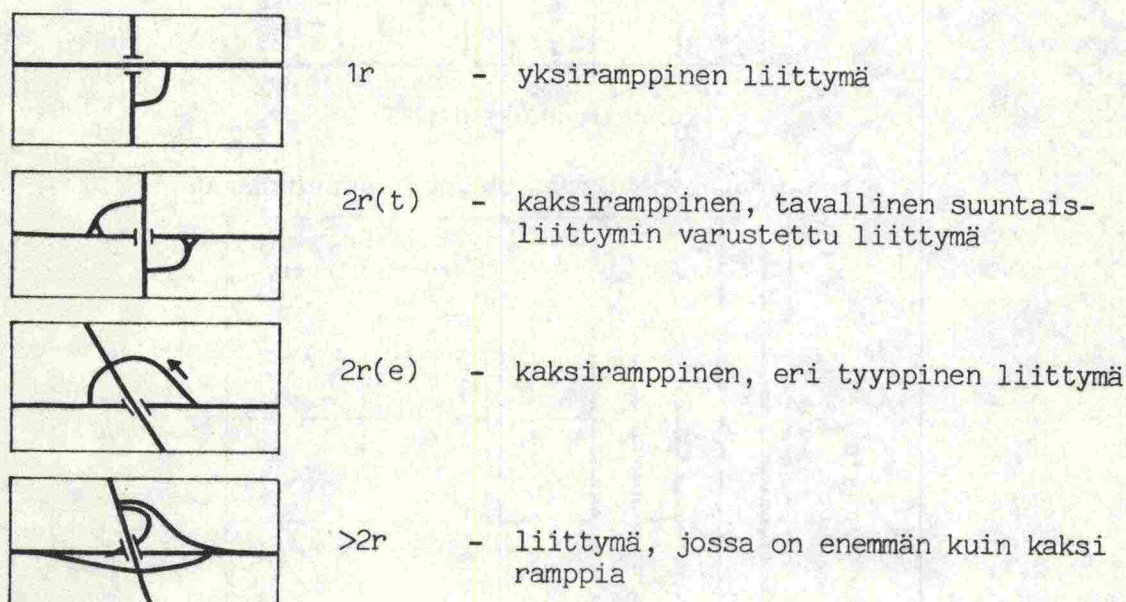 1r - yksiramppinen liittymä
2r(t) - kaksiramppinen, tavallinen suuntais-
liittymin varustettu liittymä
2r(e) - kaksiramppinen, eri tyyppinen liittymä
>2r - liittymä, jossa on enemmän kuin kaksi
ramppia